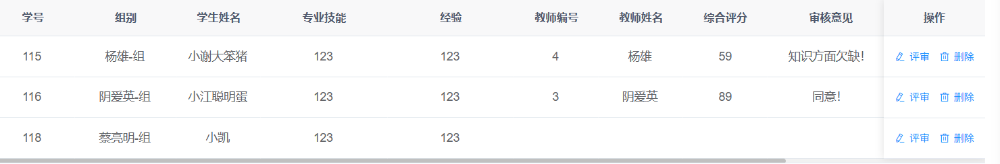 学号 组别 学生姓名 专业技能 经验 教师编号 教师姓名 综合评分 审核意见 操作
115 杨雄-组 小谢大笨猪 123 123 4 杨雄 59 知识方面欠缺！ 评审 删除
116 阴爱英-组 小江聪明蛋 123 123 3 阴爱英 89 同意！ 评审 删除
118 蔡亮明-组 小凯 123 123 评审 删除